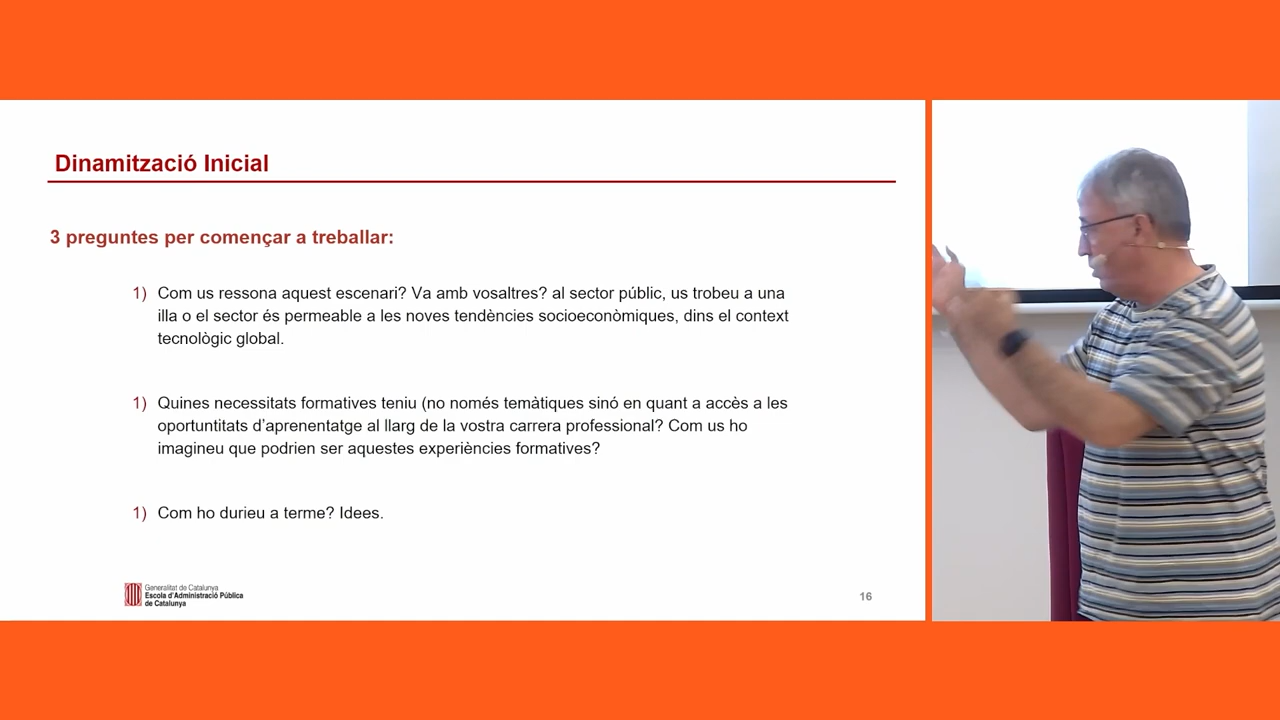 Dinamització Inicial
3 preguntes per començar a treballar:
1) Com us ressona aquest escenari? Va amb vosaltres? al sector públic, us trobeu a una
illa o el sector és permeable a les noves tendències socioeconòmiques, dins el context
tecnològic global.
1) Quines necessitats formatives teniu (no només temàtiques sinó en quant a accès a les
oportuntitats d'aprenentatge al llarg de la vostra carrera professional? Com us ho
imagineu que podrien ser aquestes experiències formatives?
1) Com ho durieu a terme? Idees.
Generalitat de Catalunya
Escola d'Administració Pública
de Catalunya
16